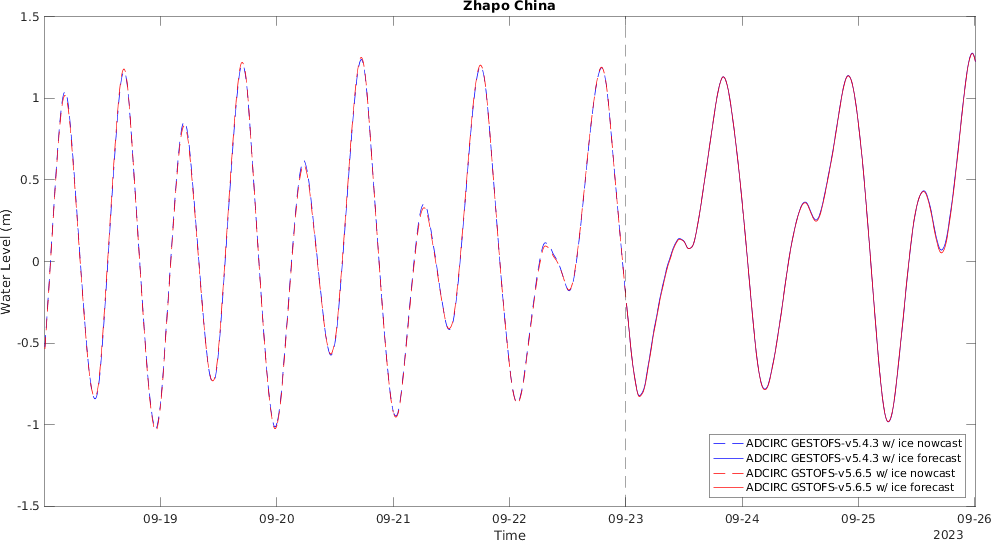 Zhapo China
1.5
1
0.5
0
-0.5
-1
-1.5
Water Level (m)
09-19
09-20
09-21
09-22
09-23
09-24
09-25
09-26
Time
2023
ADCIRC GESTOFS-v5.4.3 w/ ice nowcast
ADCIRC GESTOFS-v5.4.3 w/ ice forecast
ADCIRC GSTOFS-v5.6.5 w/ ice nowcast
ADCIRC GSTOFS-v5.6.5 w/ ice forecast